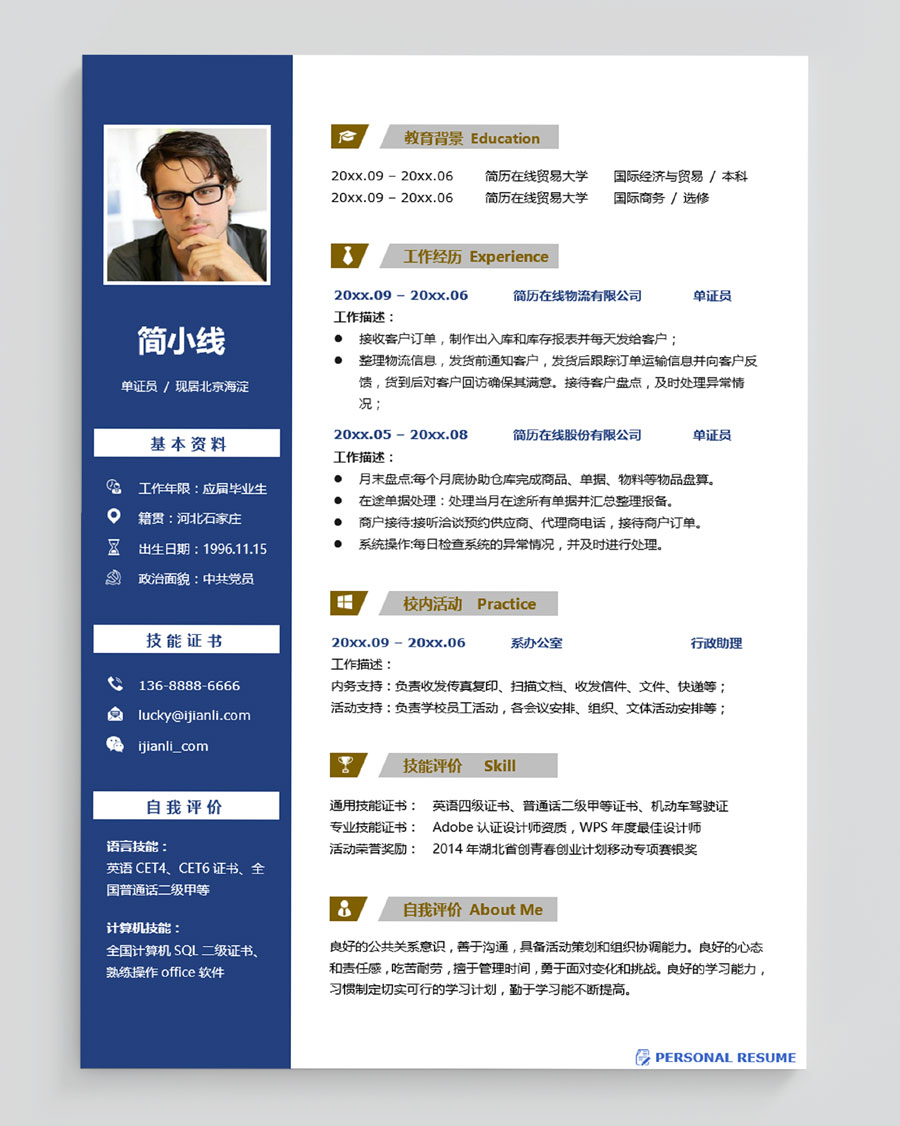 简小线
单证员 / 现居北京海淀
基本资料
工作年限：应届毕业生
籍贯：河北石家庄
出生日期：1996.11.15
政治面貌：中共党员
技能证书
136-8888-6666
lucky@ijianli.com
ijianli_com
自我评价
语言技能：
英语 CET4、CET6 证书、全
国普通话二级甲等
计算机技能：
全国计算机 SQL 二级证书、
熟练操作 office 软件
教育背景 Education
20xx.09 – 20xx.06 简历在线贸易大学 国际经济与贸易 / 本科
20xx.09 – 20xx.06 简历在线贸易大学 国际商务 / 选修
工作经历 Experience
20xx.09 – 20xx.06 简历在线物流有限公司 单证员
工作描述：
● 接收客户订单，制作出入库和库存报表并每天发给客户；
● 整理物流信息，发货前通知客户，发货后跟踪订单运输信息并向客户反
馈，货到后对客户回访确保其满意。接待客户盘点，及时处理异常情
况；
20xx.05 – 20xx.08 简历在线股份有限公司 单证员
工作描述：
● 月末盘点:每个月底协助仓库完成商品、单据、物料等物品盘算。
● 在途单据处理：处理当月在途所有单据并汇总整理报备。
● 商户接待:接听洽谈预约供应商、代理商电话，接待商户订单。
● 系统操作:每日检查系统的异常情况，并及时进行处理。
校内活动 Practice
20xx.09 – 20xx.06 系办公室 行政助理
工作描述：
内务支持：负责收发传真复印、扫描文档、收发信件、文件、快递等；
活动支持：负责学校员工活动，各会议安排、组织、文体活动安排等；
技能评价 Skill
通用技能证书： 英语四级证书、普通话二级甲等证书、机动车驾驶证
专业技能证书： Adobe 认证设计师资质，WPS 年度最佳设计师
活动荣誉奖励： 2014 年湖北省创青春创业计划移动专项赛银奖
自我评价 About Me
良好的公共关系意识，善于沟通，具备活动策划和组织协调能力。良好的心态
和责任感，吃苦耐劳，擅于管理时间，勇于面对变化和挑战。良好的学习能力，
习惯制定切实可行的学习计划，勤于学习能不断提高。
PERSONAL RESUME